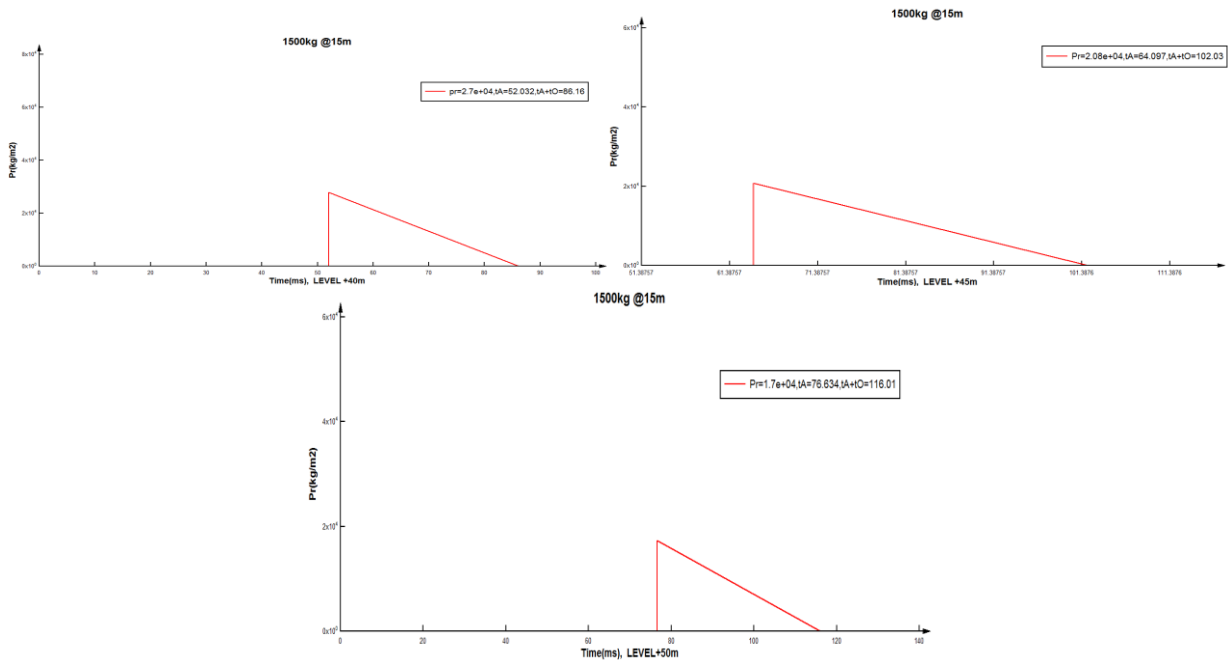 1500kg @15m
pr=2.7e+04,tA=52.032,tA+tO=86.16
Pr(kg/m2)
8x10⁴
6x10⁴
4x10⁴
2x10⁴
0x10⁰
0 10 20 30 40 50 60 70 80 90 100
Time(ms), LEVEL +40m
1500kg @15m
Pr=2.08e+04,tA=64.097,tA+tO=102.03
Pr(kg/m2)
6x10⁴
4x10⁴
2x10⁴
0x10⁰
51.38757 61.38757 71.38757 81.38757 91.38757 101.3876 111.3876
Time(ms), LEVEL +45m
1500kg @15m
Pr=1.7e+04,tA=76.634,tA+tO=116.01
Pr(kg/m2)
6x10⁴
4x10⁴
2x10⁴
0x10⁰
0 20 40 60 80 100 120 140
Time(ms), LEVEL+50m